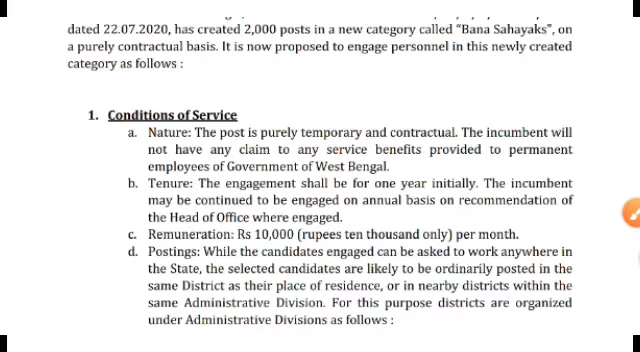 dated 22.07.2020, has created 2,000 posts in a new category called "Bana Sahayaks", on
a purely contractual basis. It is now proposed to engage personnel in this newly created
category as follows :
1. Conditions of Service
a. Nature: The post is purely temporary and contractual. The incumbent will
not have any claim to any service benefits provided to permanent
employees of Government of West Bengal.
b. Tenure: The engagement shall be for one year initially. The incumbent
may be continued to be engaged on annual basis on recommendation of
the Head of Office where engaged.
c. Remuneration: Rs 10,000 (rupees ten thousand only) per month.
d. Postings: While the candidates engaged can be asked to work anywhere in
the State, the selected candidates are likely to be ordinarily posted in the
same District as their place of residence, or in nearby districts within the
same Administrative Division. For this purpose districts are organized
under Administrative Divisions as follows :